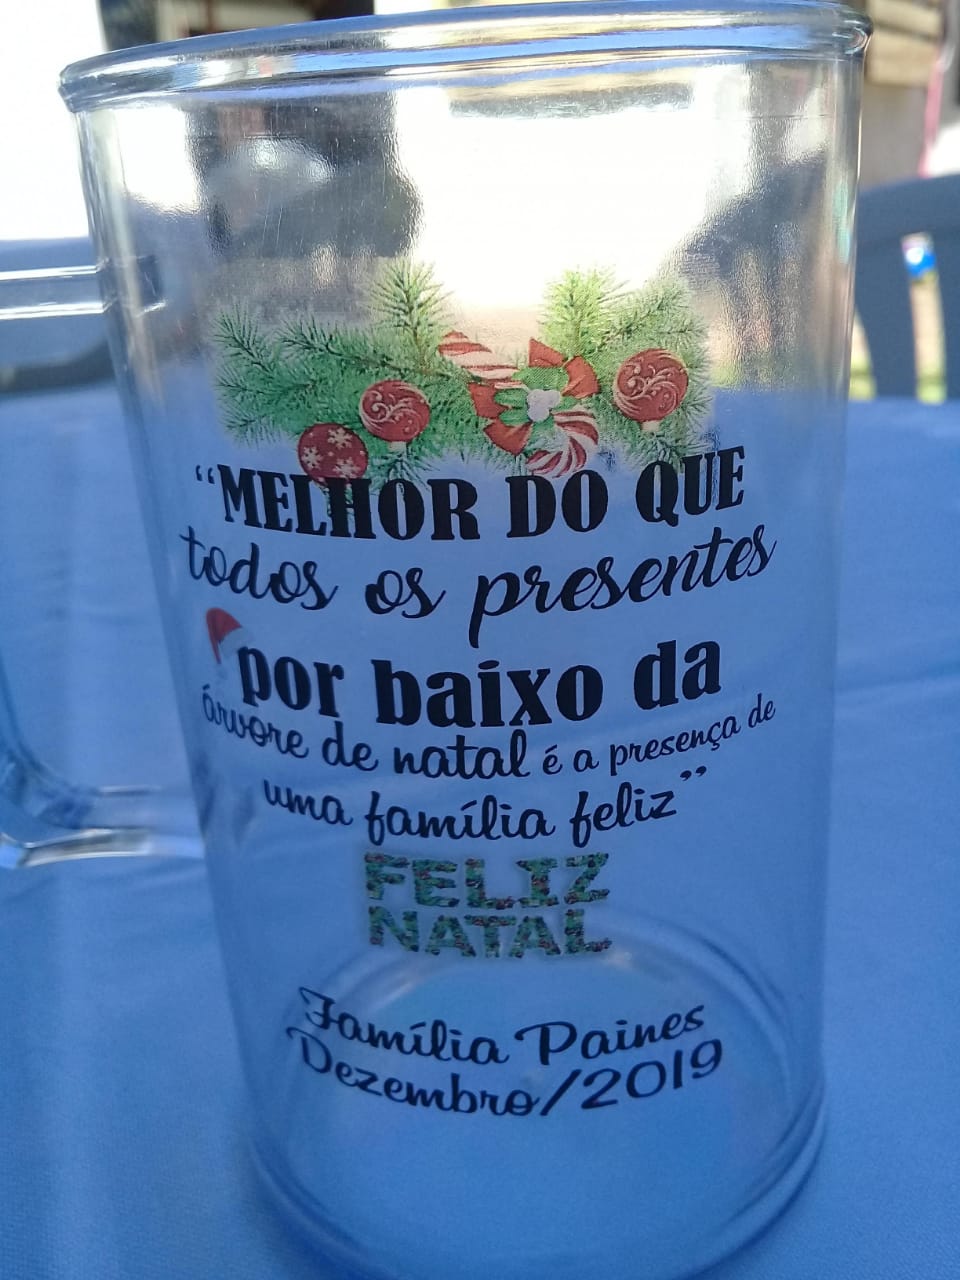 “MELHOR DO QUE
todos os presentes
por baixo da
árvore de natal é a presença de
uma família feliz”
FELIZ
NATAL
Família Paines
Dezembro/2019